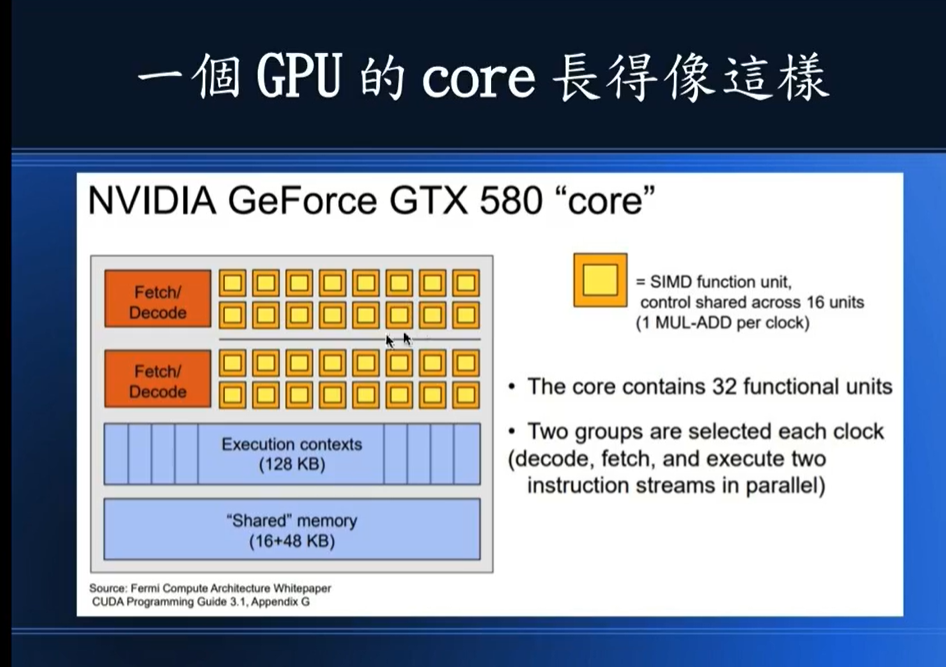 一個 GPU 的 core 長得像這樣
NVIDIA GeForce GTX 580 “core”
Fetch/
Decode
Fetch/
Decode
Execution contexts
(128 KB)
“Shared” memory
(16+48 KB)
= SIMD function unit,
control shared across 16 units
(1 MUL-ADD per clock)
• The core contains 32 functional units
• Two groups are selected each clock
(decode, fetch, and execute two
instruction streams in parallel)
Source: Fermi Compute Architecture Whitepaper
CUDA Programming Guide 3.1, Appendix G